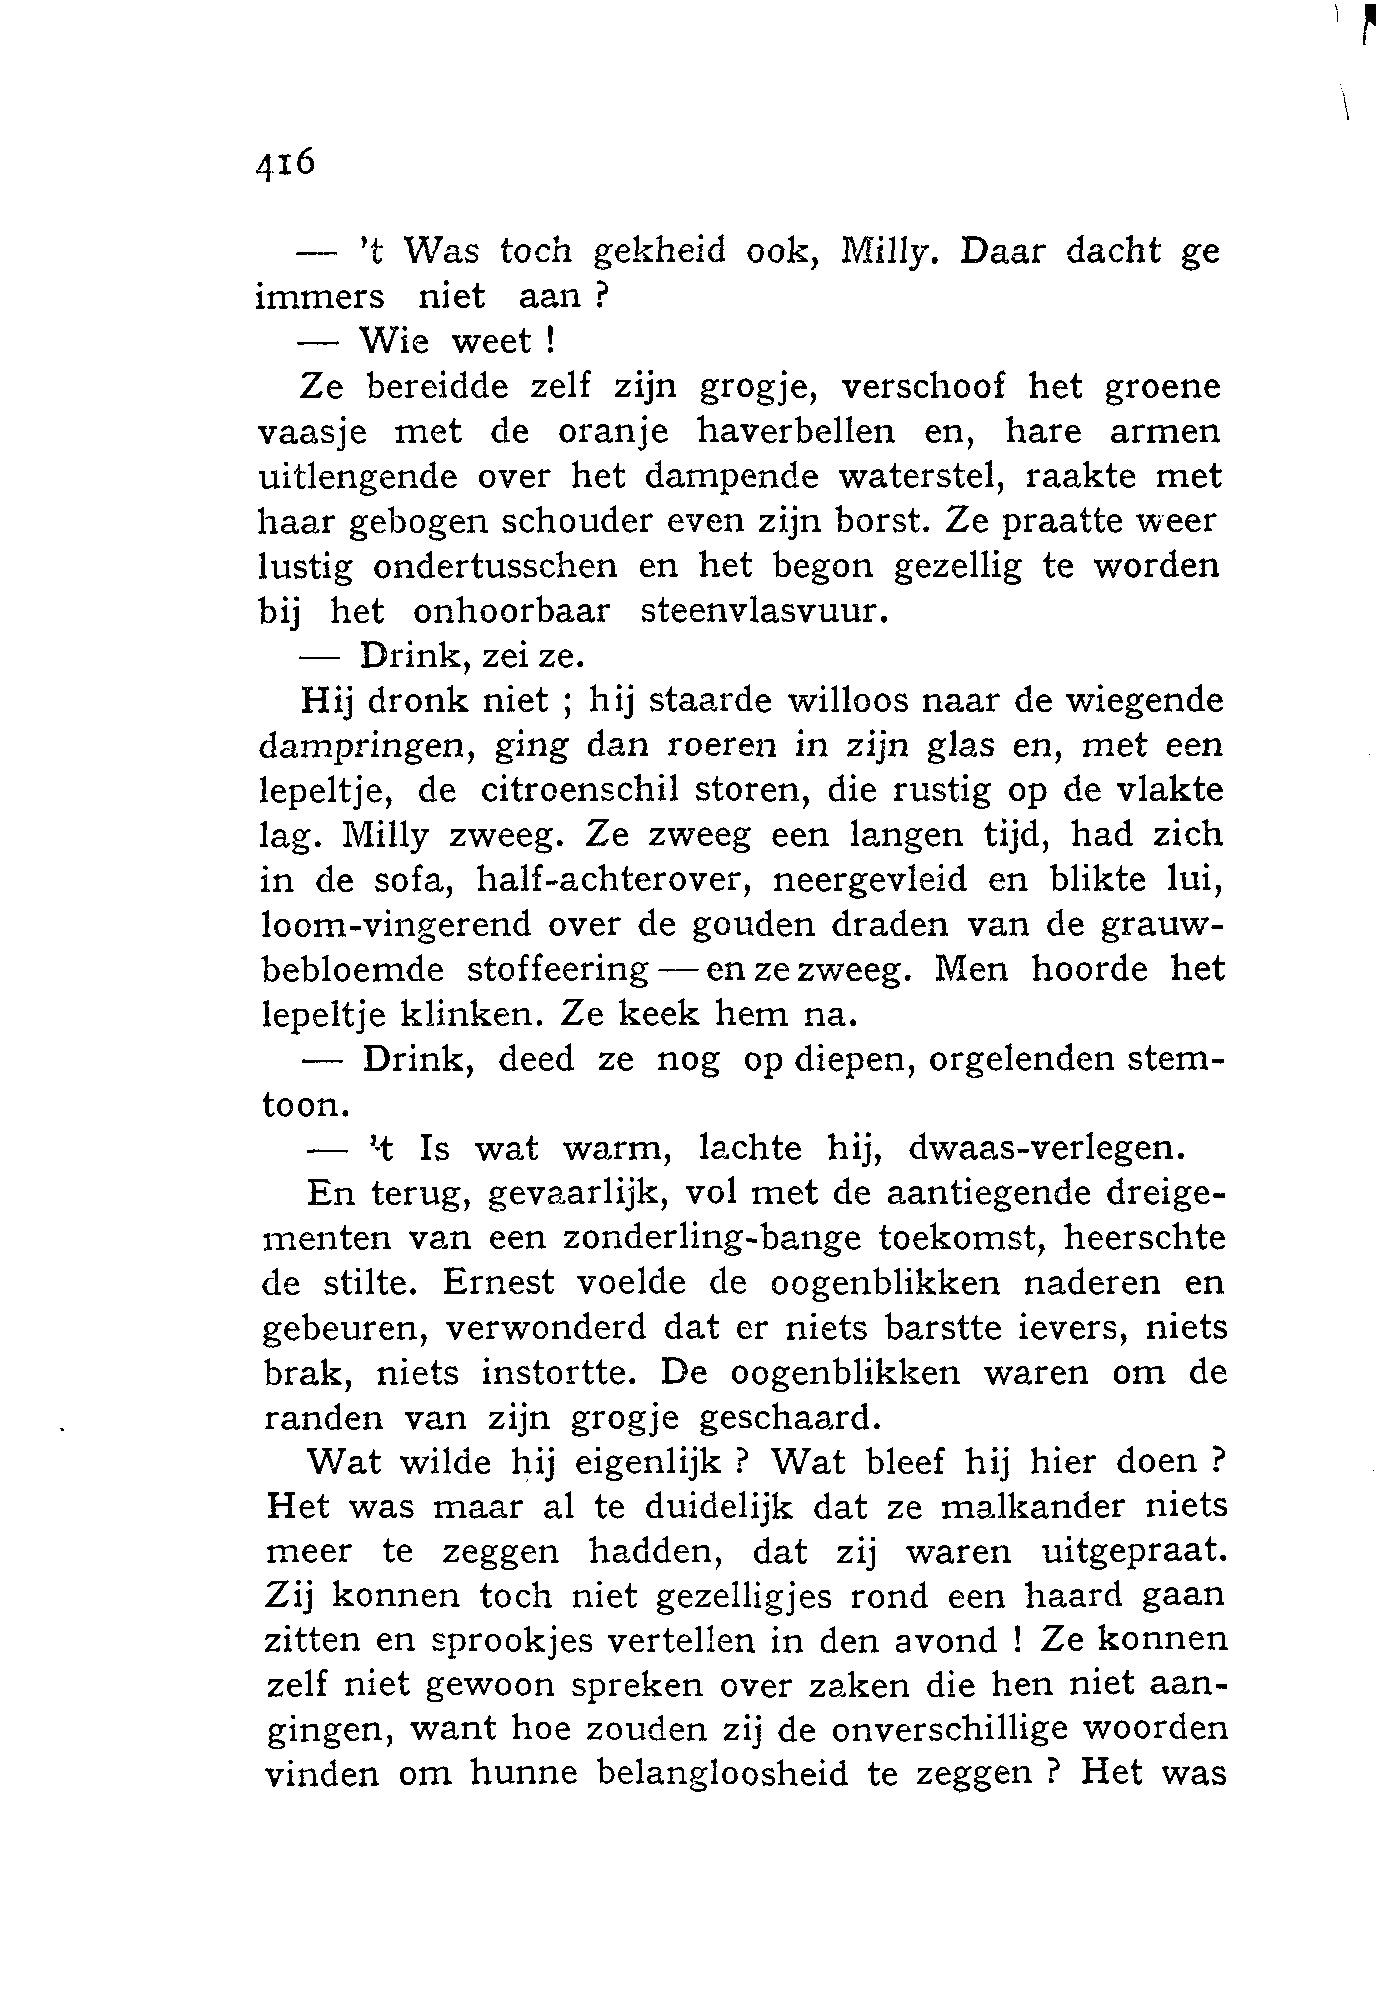 416
— 't Was toch gekheid ook, Milly. Daar dacht ge
immers niet aan ?
— Wie weet !
Ze bereidde zelf zijn grogje, verschoof het groene
vaasje met de oranje haverbellen en, hare armen
uitlengende over het dampende waterstel, raakte met
haar gebogen schouder even zijn borst. Ze praatte weer
lustig ondertusschen en het begon gezellig te worden
bij het onhoorbaar steenvlasvuur.
— Drink, zei ze.
Hij dronk niet ; hij staarde willoos naar de wiegende
dampringen, ging dan roeren in zijn glas en, met een
lepeltje, de citroenschil storen, die rustig op de vlakte
lag. Milly zweeg. Ze zweeg een langen tijd, had zich
in de sofa, half-achterover, neergevleid en blikte lui,
loom-vingerend over de gouden draden van de grauw-
bebloemde stoffeering — en ze zweeg. Men hoorde het
lepeltje klinken. Ze keek hem na.
— Drink, deed ze nog op diepen, orgelenden stem-
toon.
— 't Is wat warm, lachte hij, dwaas-verlegen.
En terug, gevaarlijk, vol met de aantiegende dreige-
menten van een zonderling-bange toekomst, heerschte
de stilte. Ernest voelde de oogenblikken naderen en
gebeuren, verwonderd dat er niets barstte ievers, niets
brak, niets instortte. De oogenblikken waren om de
randen van zijn grogje geschaard.
Wat wilde hij eigenlijk ? Wat bleef hij hier doen ?
Het was maar al te duidelijk dat ze malkander niets
meer te zeggen hadden, dat zij waren uitgepraat.
Zij konnen toch niet gezelligjes rond een haard gaan
zitten en sprookjes vertellen in den avond ! Ze konnen
zelf niet gewoon spreken over zaken die hen niet aan-
gingen, want hoe zouden zij de onverschillige woorden
vinden om hunne belangloosheid te zeggen ? Het was